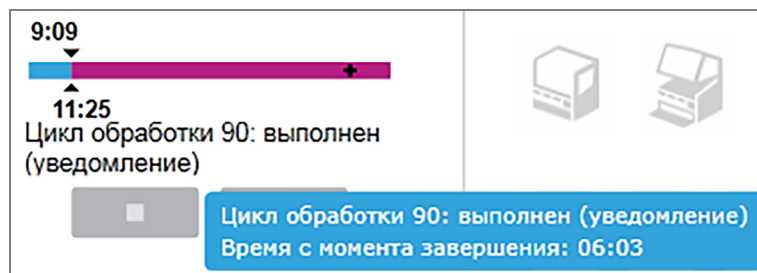 9:09
11:25
Цикл обработки 90: выполнен
(уведомление)
Цикл обработки 90: выполнен (уведомление)
Время с момента завершения: 06:03